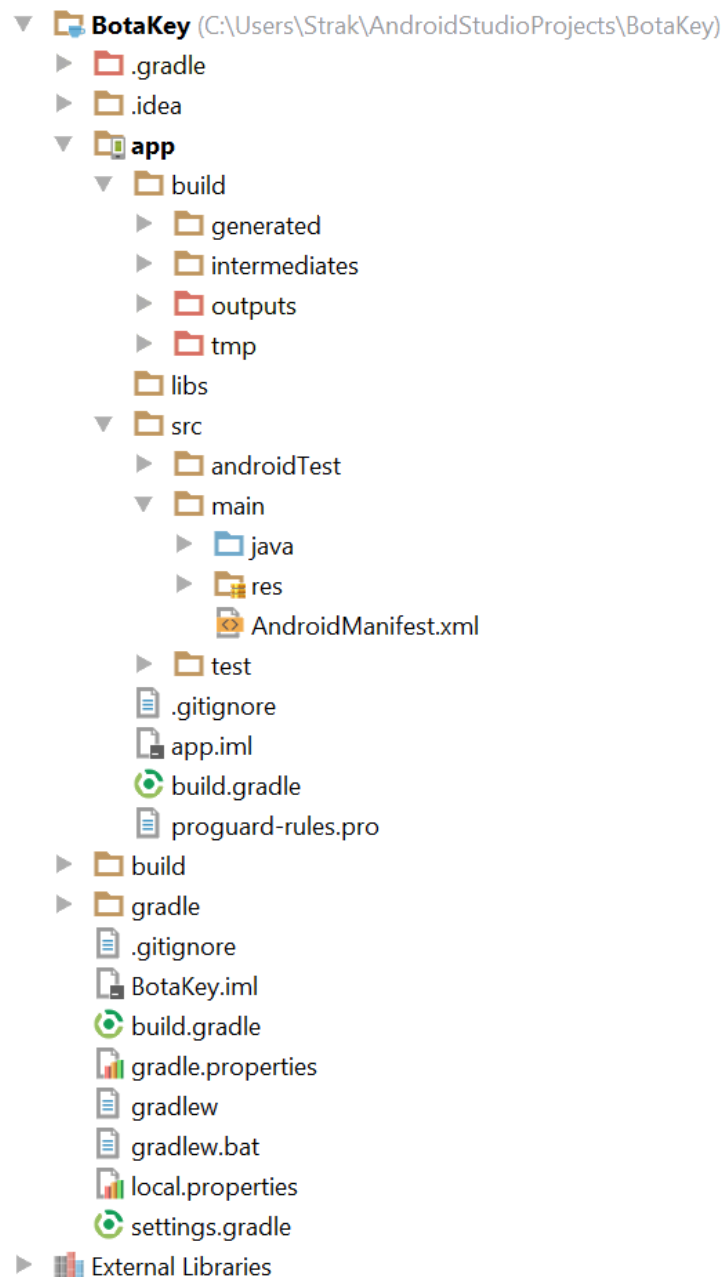 BotaKey (C:\Users\Strak\AndroidStudioProjects\BotaKey)
.gradle
.idea
app
build
generated
intermediates
outputs
tmp
libs
src
androidTest
main
java
res
AndroidManifest.xml
test
.gitignore
app.iml
build.gradle
proguard-rules.pro
build
gradle
.gitignore
BotaKey.iml
build.gradle
gradle.properties
gradlew
gradlew.bat
local.properties
settings.gradle
External Libraries